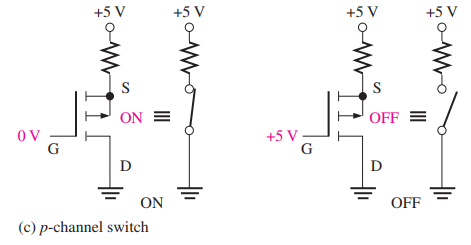 +5 V +5 V +5 V +5 V
S S
ON OFF
0 V +5 V
G G
D D
ON OFF
(c) p-channel switch